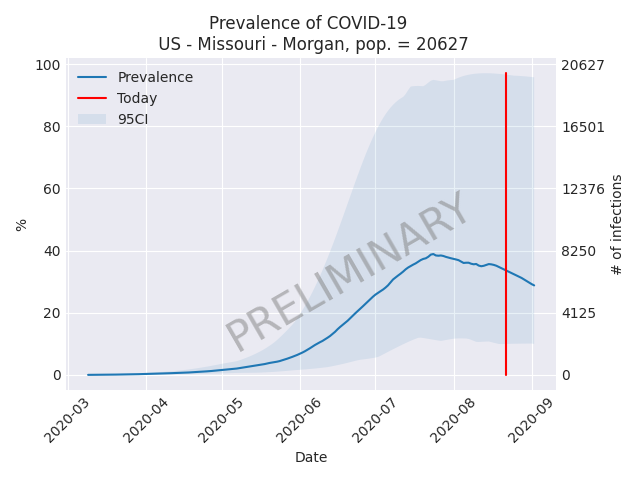 Prevalence of COVID-19
US - Missouri - Morgan, pop. = 20627
Prevalence
Today
95CI
100
80
60
40
20
0
%
20627
16501
12376
8250
4125
0
# of infections
PRELIMINARY
2020-03
2020-04
2020-05
2020-06
2020-07
2020-08
2020-09
Date